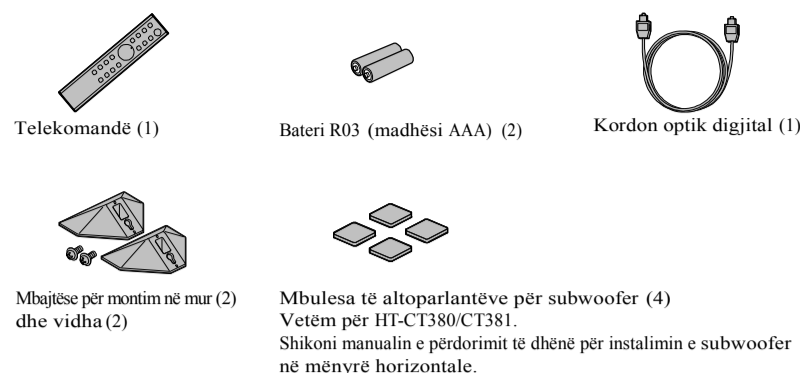 Telekomandë (1)
Bateri R03 (madhësi AAA) (2)
Kordon optik digjital (1)
Mbajtëse për montim në mur (2)
dhe vidha (2)
Mbulesa të altoparlantëve për subwoofer (4)
Vetëm për HT-CT380/CT381.
Shikoni manualin e përdorimit të dhënë për instalimin e subwoofer
në mënyrë horizontale.